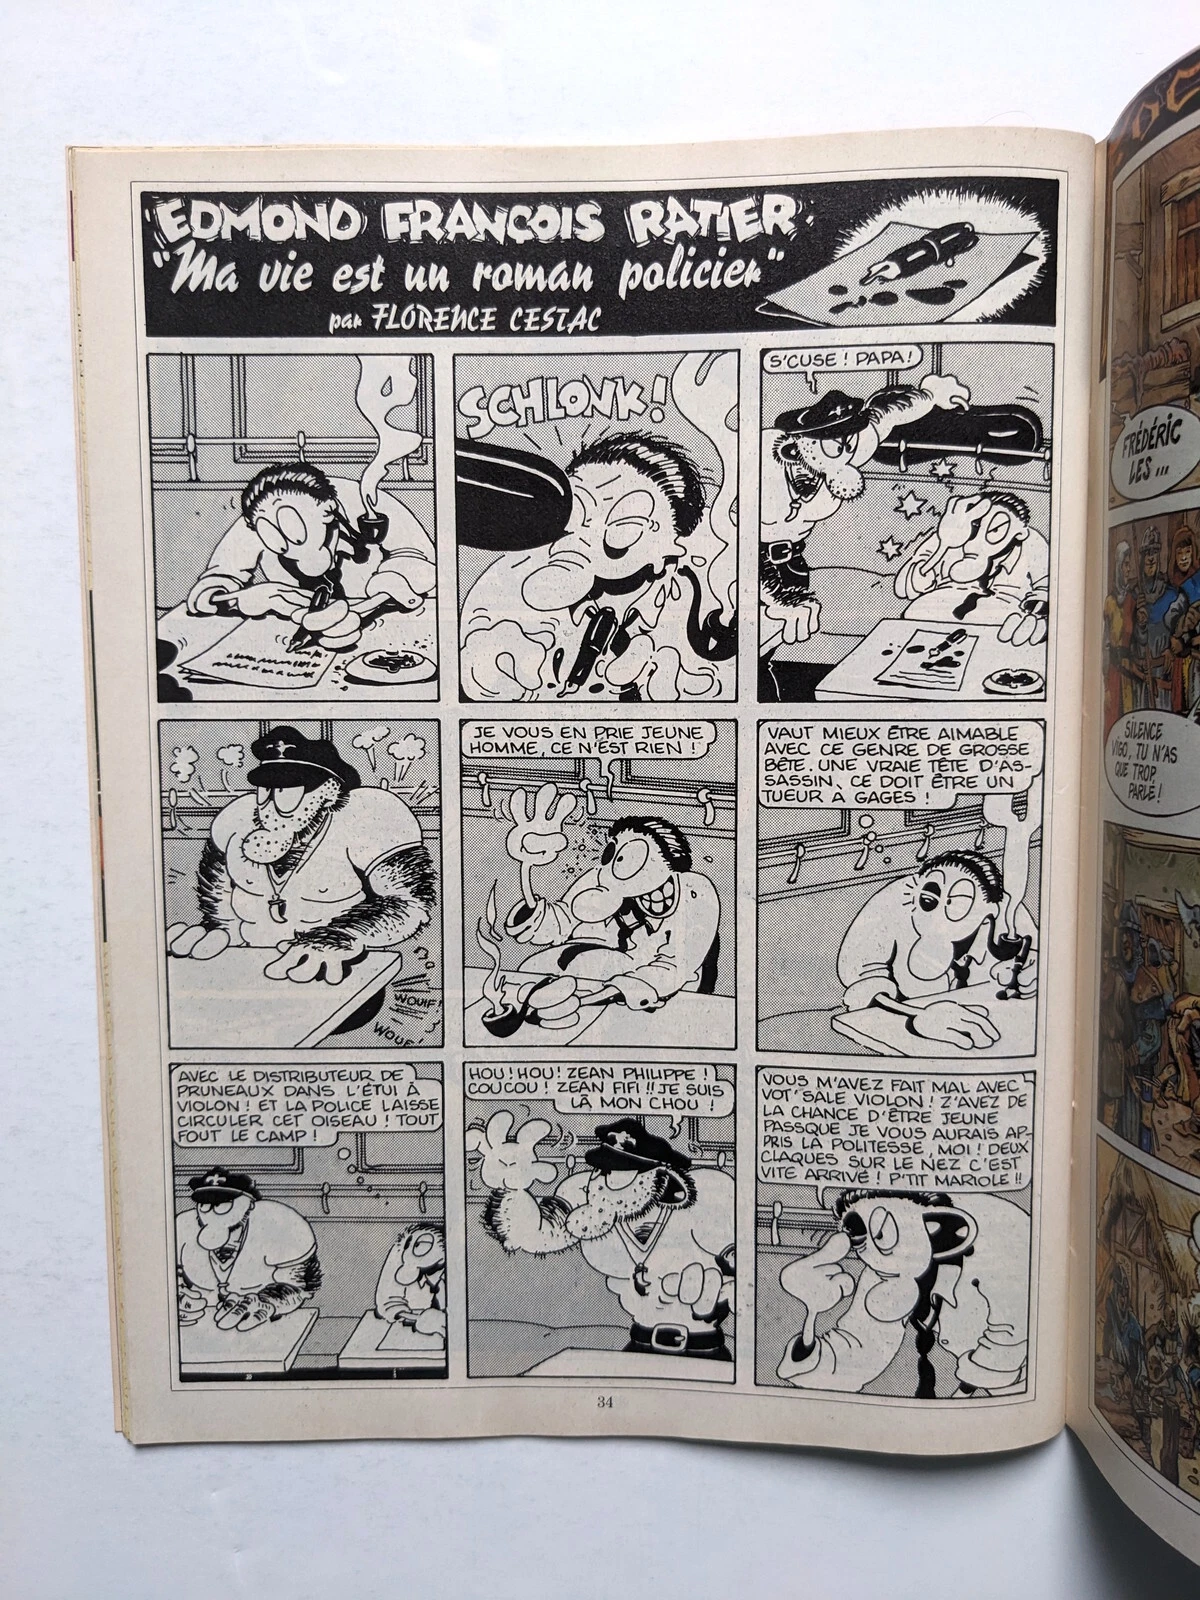 EDMOND FRANÇOIS RATIER
"Ma vie est un roman policier"
par FLORENCE CESTAC
SCHLONK!
S'CUSE ! PAPA !
WOUIF !
WOUF !
JE VOUS EN PRIE JEUNE
HOMME, CE N'EST RIEN !
VAUT MIEUX ÊTRE AIMABLE
AVEC CE GENRE DE GROSSE
BÊTE. UNE VRAIE TÊTE D'AS-
SASSIN, CE DOIT ÊTRE UN
TUEUR À GAGES !
AVEC LE DISTRIBUTEUR DE
PRUNEAUX DANS L'ÉTUI À
VIOLON ! ET LA POLICE LAISSE
CIRCULER CET OISEAU ! TOUT
FOUT LE CAMP !
HOU ! HOU ! ZEAN PHILIPPE !
COUCOU ! ZEAN FIFI !! JE SUIS
LÀ MON CHOU !
VOUS M'AVEZ FAIT MAL AVEC
VOT' SALE VIOLON ! Z'AVEZ DE
LA CHANCE D'ÊTRE JEUNE
PASSQUE JE VOUS AURAIS AP-
PRIS LA POLITESSE, MOI ! DEUX
CLAQUES SUR LE NEZ C'EST
VITE ARRIVÉ ! P'TIT MARIOLE !!
34
FRÉDÉRIC
LES ...
SILENCE
VIGO, TU N'AS
QUE TROP
PARLÉ !